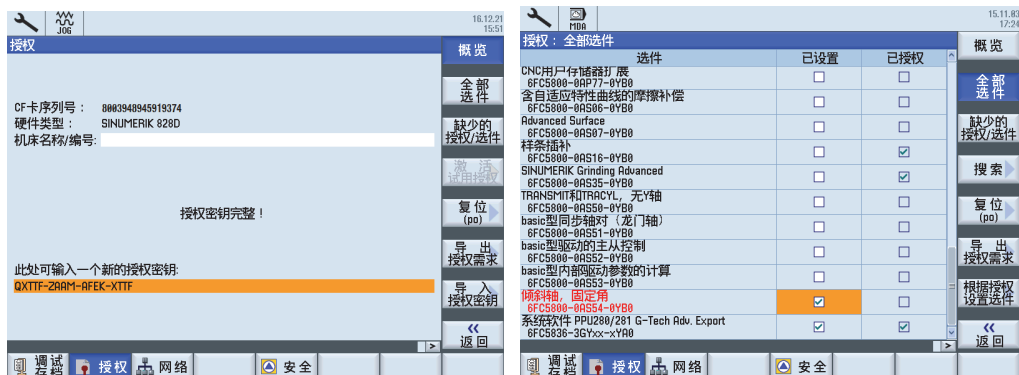 JOG
16.12.21
15:51
授权
CF卡序列号：
8003948945919374
硬件类型：
SINUMERIK 828D
机床名称/编号:
授权密钥完整！
此处可输入一个新的授权密钥:
QXTTF-ZAAM-AFEK-XTTF
概览
全部
选件
缺少的
授权/选件
激活
试用授权
复位
(po)
导出
授权需求
导入
授权密钥
«
返回
>
调试
存档
授权
网络
安全
MDA
15.11.83
17:24
授权：全部选件
选件
已设置
已授权
CNC用户存储器扩展
6FC5800-0AP77-0YB0
含自适应特性曲线的摩擦补偿
6FC5800-0AS06-0YB0
Advanced Surface
6FC5800-0AS07-0YB0
样条插补
6FC5800-0AS16-0YB0
SINUMERIK Grinding Advanced
6FC5800-0AS35-0YB0
TRANSMIT和TRACYL, 无Y轴
6FC5800-0AS50-0YB0
basic型同步轴对（龙门轴）
6FC5800-0AS51-0YB0
basic型驱动的主从控制
6FC5800-0AS52-0YB0
basic型内部驱动参数的计算
6FC5800-0AS53-0YB0
倾斜轴, 固定角
6FC5800-0AS54-0YB0
系统软件 PPU280/281 G-Tech Adv. Export
6FC5836-3GYxx-xYA0
概览
全部
选件
缺少的
授权/选件
搜索
复位
(po)
导出
授权需求
根据授权
设置选件
«
返回
>
调试
存档
授权
网络
安全